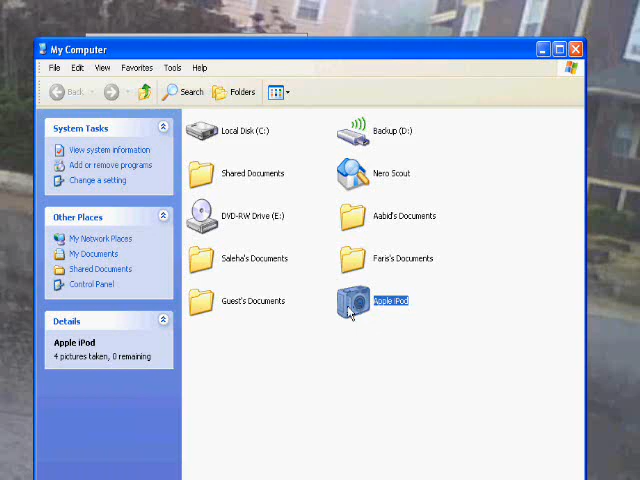 My Computer
File Edit View Favorites Tools Help
Back Search Folders
System Tasks
View system information
Add or remove programs
Change a setting
Other Places
My Network Places
My Documents
Shared Documents
Control Panel
Details
Apple iPod
4 pictures taken, 0 remaining
Local Disk (C:) Backup (D:)
Shared Documents Nero Scout
DVD-RW Drive (E:) Aabid's Documents
Saleha's Documents Faris's Documents
Guest's Documents Apple iPod